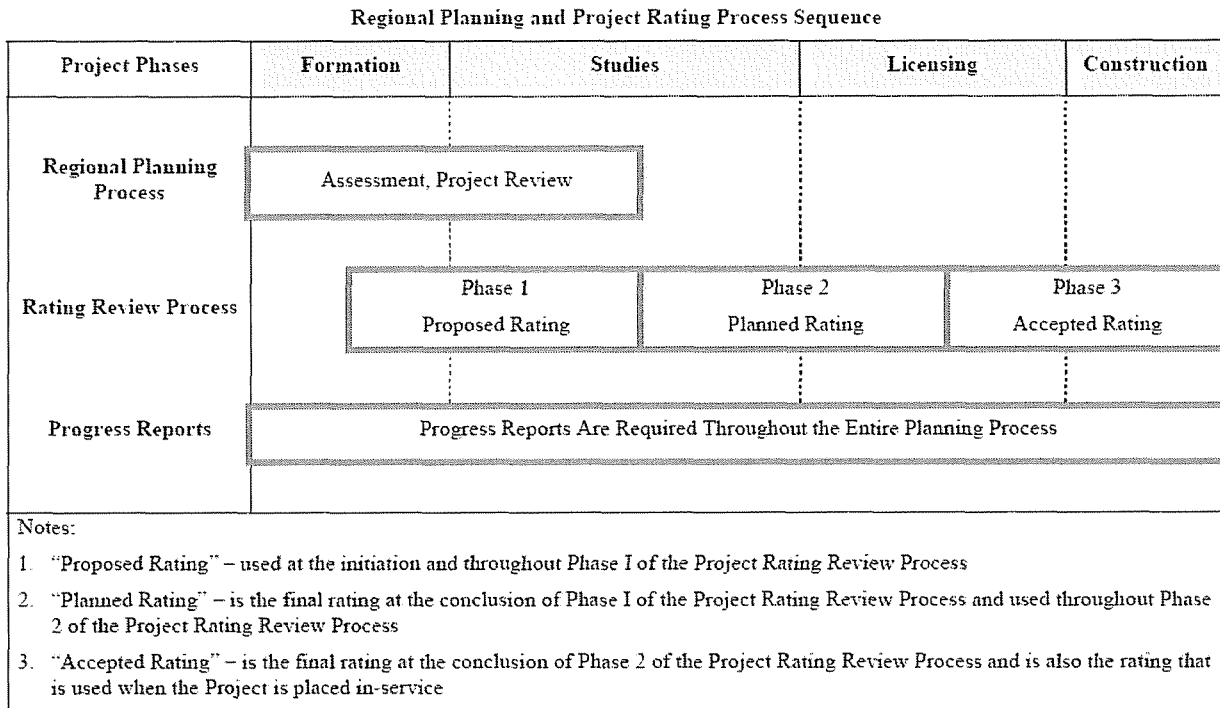 Regional Planning and Project Rating Process Sequence
Project Phases Formation Studies Licensing Construction
Regional Planning
Process
Assessment, Project Review
Rating Review Process
Phase 1
Proposed Rating
Phase 2
Planned Rating
Phase 3
Accepted Rating
Progress Reports
Progress Reports Are Required Throughout the Entire Planning Process
Notes:
1. “Proposed Rating” – used at the initiation and throughout Phase I of the Project Rating Review Process
2. “Planned Rating” – is the final rating at the conclusion of Phase I of the Project Rating Review Process and used throughout Phase
2 of the Project Rating Review Process
3. “Accepted Rating” – is the final rating at the conclusion of Phase 2 of the Project Rating Review Process and is also the rating that
is used when the Project is placed in-service